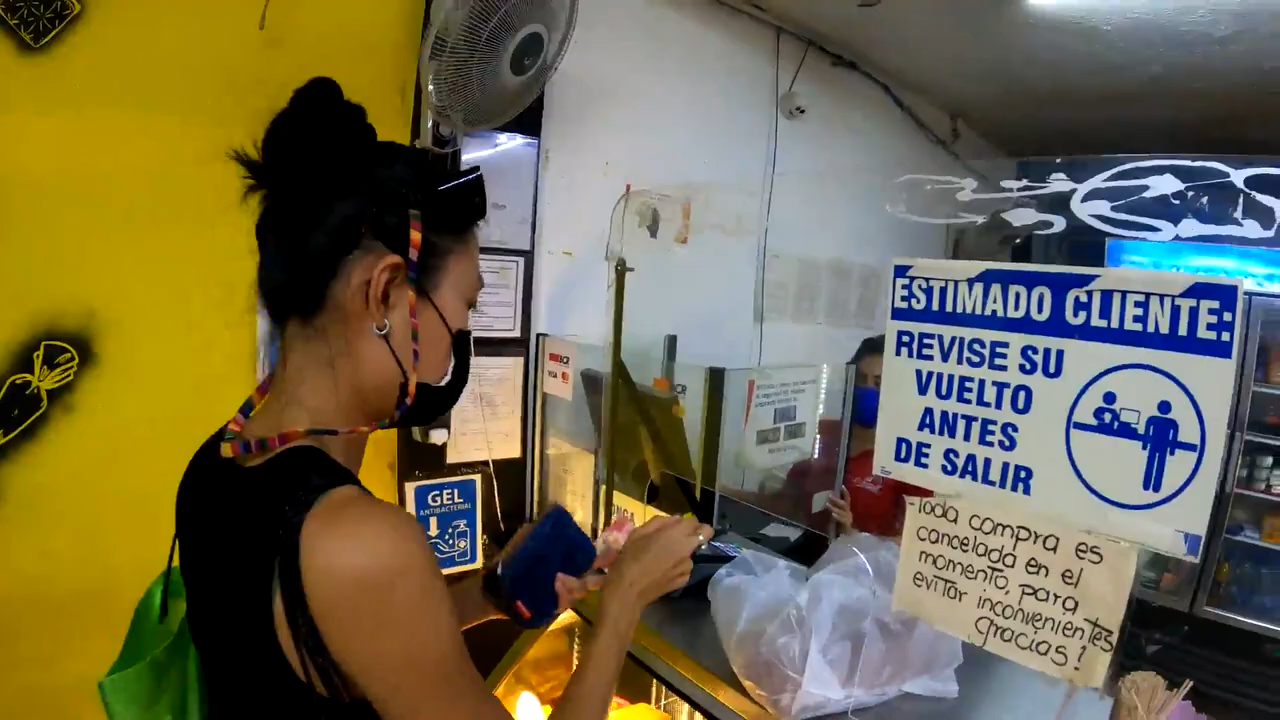 ESTIMADO CLIENTE:
REVISE SU
VUELTO
ANTES
DE SALIR
-Toda compra es
cancelada en el
momento, para
evitar inconvenientes
gracias!
GEL
ANTIBACTERIAL
BCR
VISA
BCR